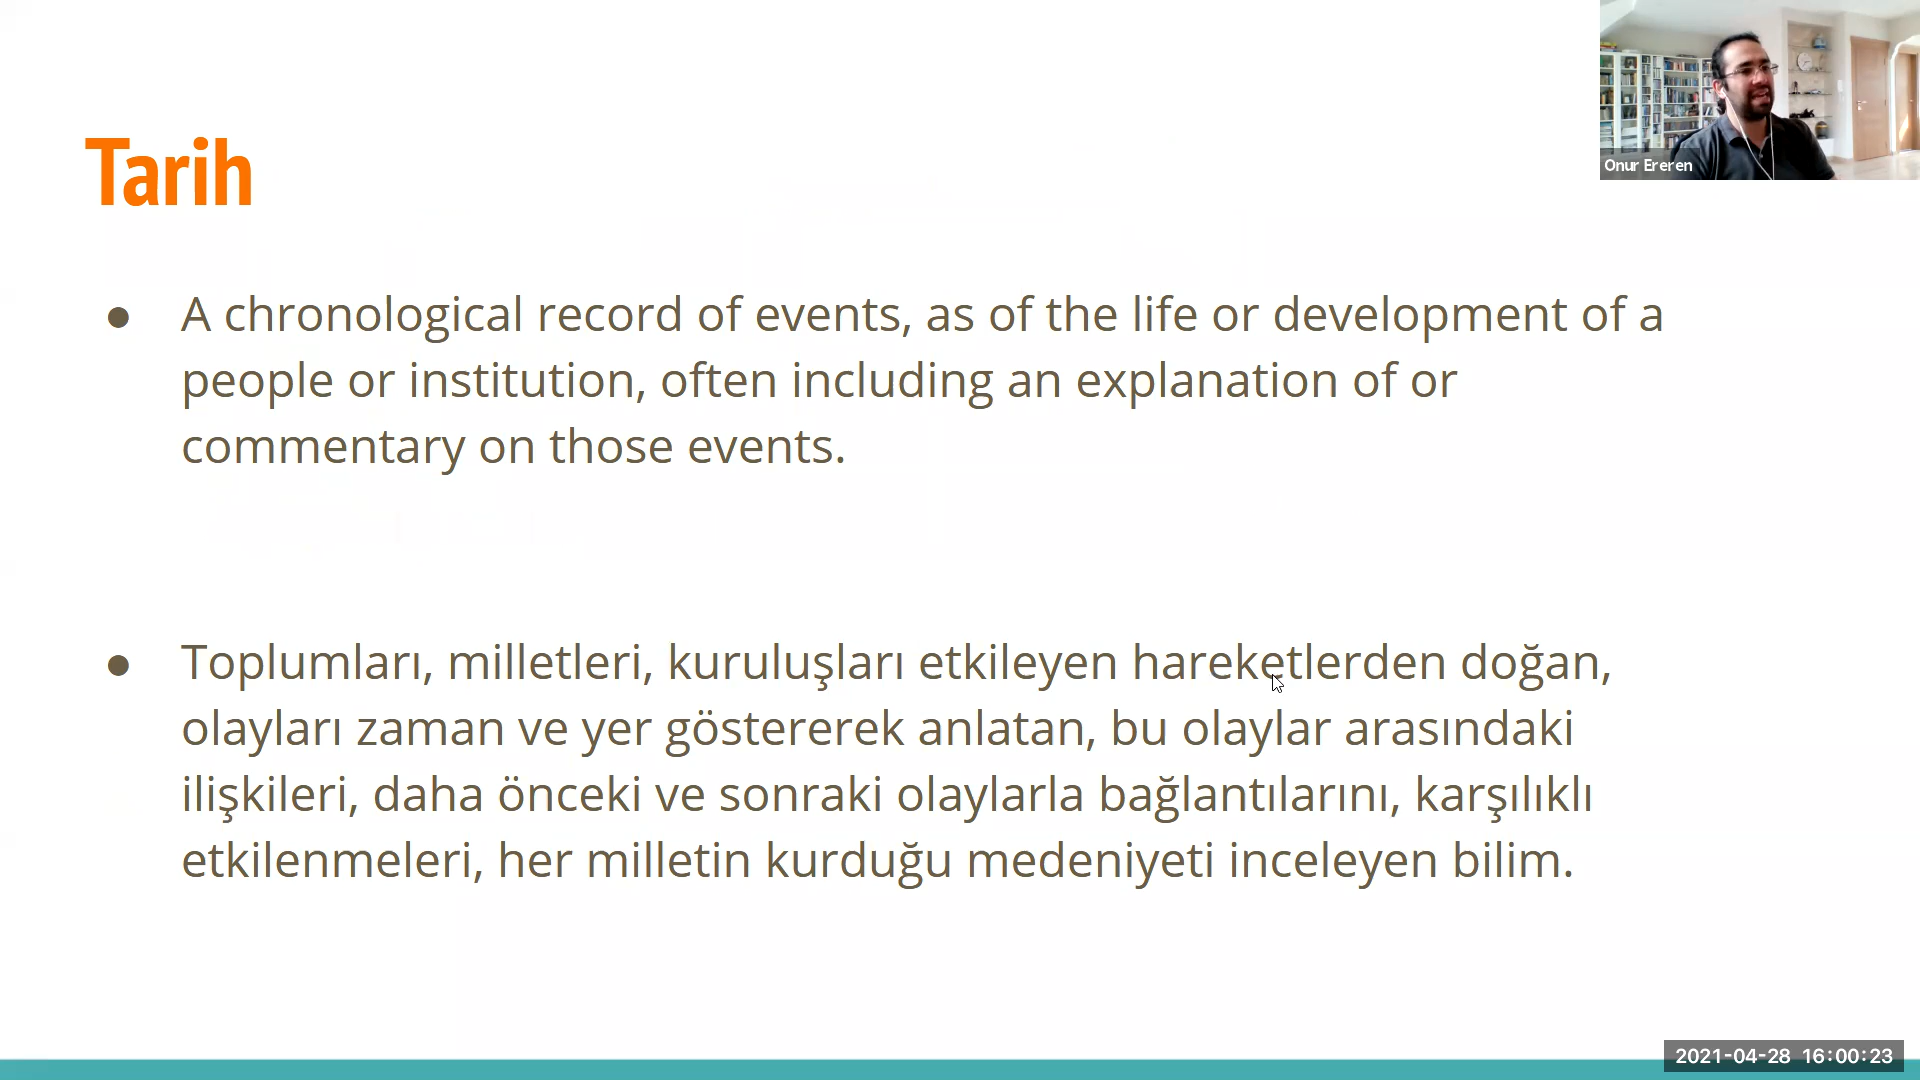 Tarih
Onur Ereren
● A chronological record of events, as of the life or development of a
people or institution, often including an explanation of or
commentary on those events.
● Toplumları, milletleri, kuruluşları etkileyen hareketlerden doğan,
olayları zaman ve yer göstererek anlatan, bu olaylar arasındaki
ilişkileri, daha önceki ve sonraki olaylarla bağlantılarını, karşılıklı
etkilenmeleri, her milletin kurduğu medeniyeti inceleyen bilim.
2021-04-28 16:00:23